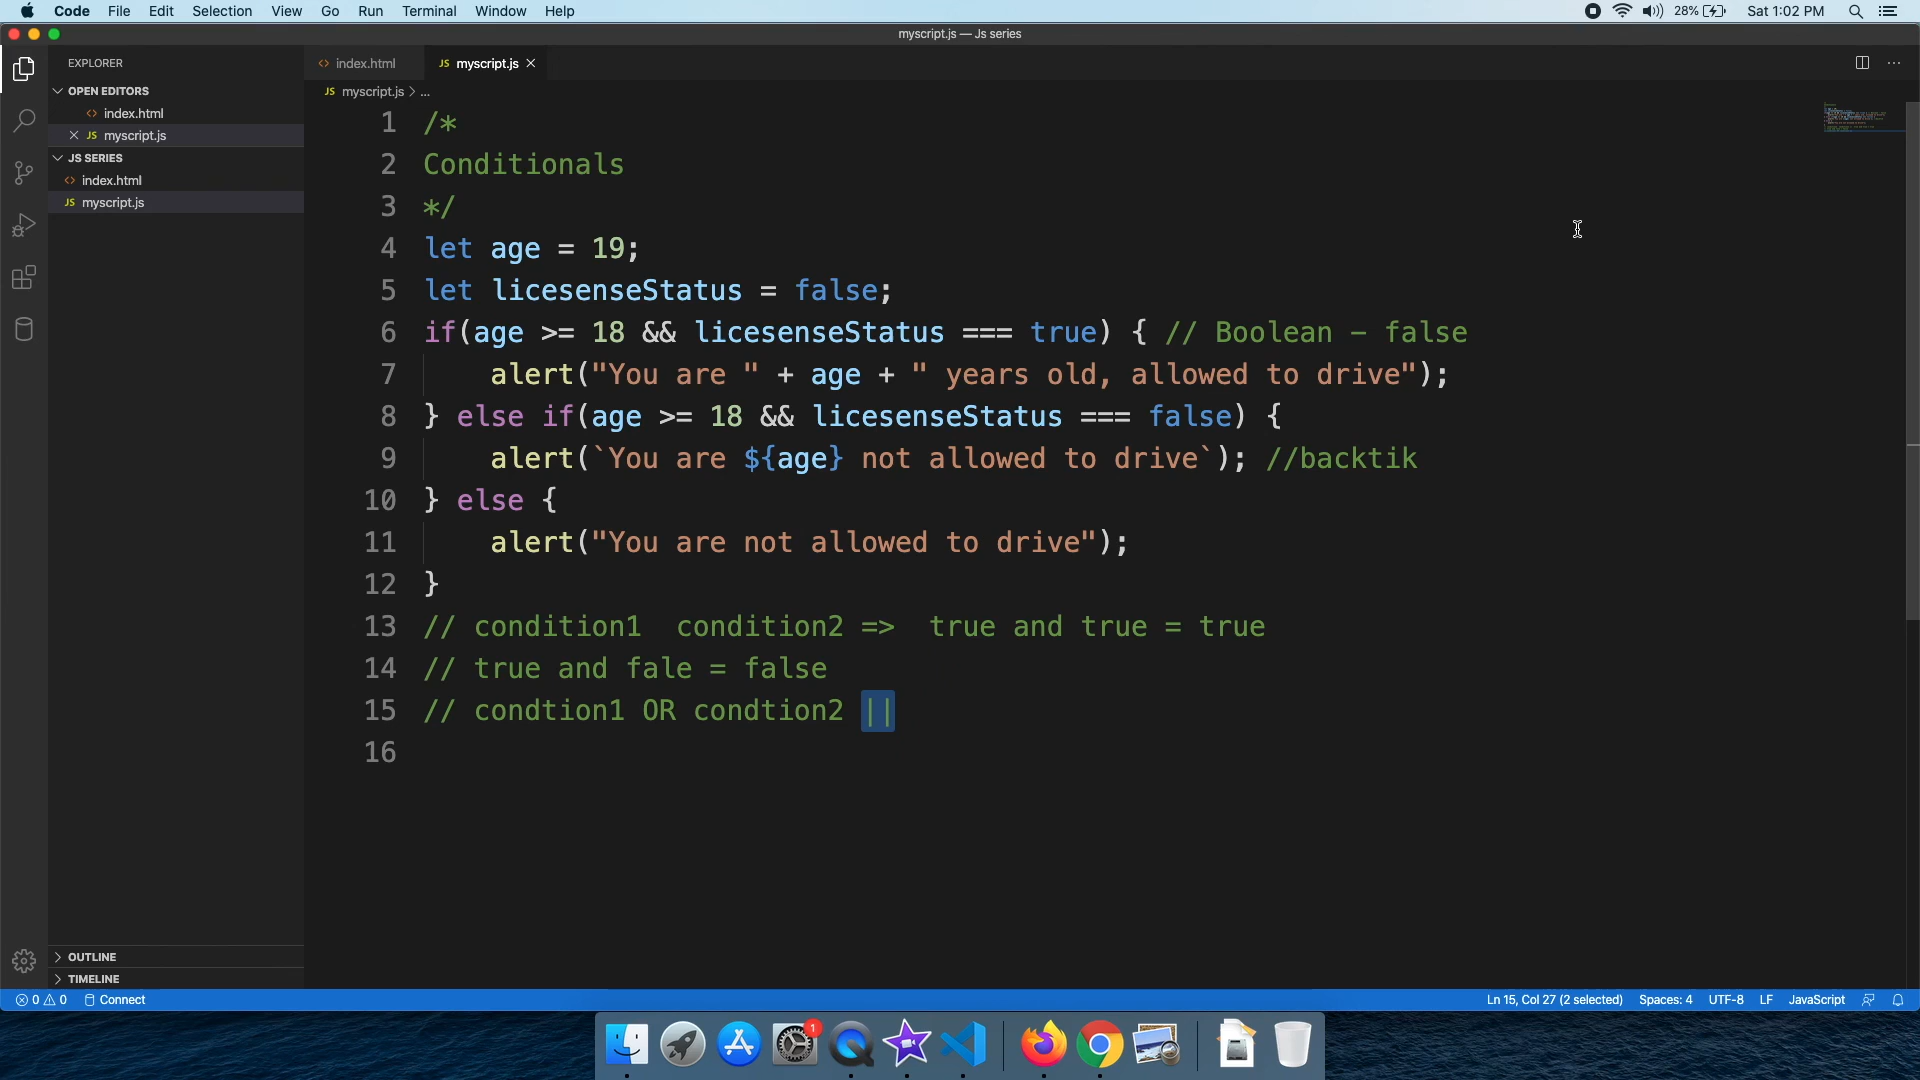 Code File Edit Selection View Go Run Terminal Window Help 28% Sat 1:02 PM
myscript.js — Js series
EXPLORER
index.html
JS myscript.js
OPEN EDITORS
index.html
JS myscript.js
JS SERIES
index.html
JS myscript.js
JS myscript.js > ...
1 /*
2 Conditionals
3 */
4 let age = 19;
5 let licesenseStatus = false;
6 if(age >= 18 && licesenseStatus === true) { // Boolean - false
7 alert("You are " + age + " years old, allowed to drive");
8 } else if(age >= 18 && licesenseStatus === false) {
9 alert(`You are ${age} not allowed to drive`); //backtik
10 } else {
11 alert("You are not allowed to drive");
12 }
13 // condition1  condition2 =>  true and true = true
14 // true and fale = false
15 // condtion1 OR condtion2 ||
16
OUTLINE
TIMELINE
0 0 Connect Ln 15, Col 27 (2 selected) Spaces: 4 UTF-8 LF JavaScript
1